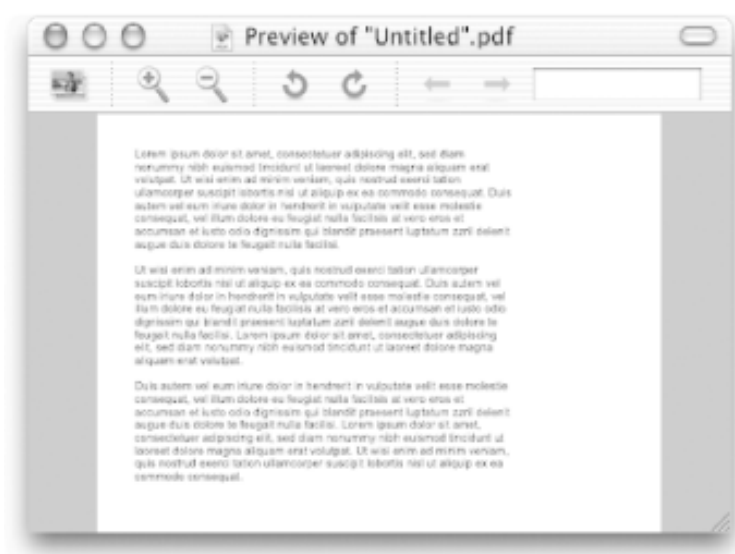 Preview of "Untitled".pdf
Lorem ipsum dolor sit amet, consectetuer adipiscing elit, sed diam
nonummy nibh euismod tincidunt ut laoreet dolore magna aliquam erat
volutpat. Ut wisi enim ad minim veniam, quis nostrud exerci tation
ullamcorper suscipit lobortis nisl ut aliquip ex ea commodo consequat. Duis
autem vel eum iriure dolor in hendrerit in vulputate velit esse molestie
consequat, vel illum dolore eu feugiat nulla facilisis at vero eros et
accumsan et iusto odio dignissim qui blandit praesent luptatum zzril delenit
augue duis dolore te feugait nulla facilisi.
Ut wisi enim ad minim veniam, quis nostrud exerci tation ullamcorper
suscipit lobortis nisl ut aliquip ex ea commodo consequat. Duis autem vel
eum iriure dolor in hendrerit in vulputate velit esse molestie consequat, vel
illum dolore eu feugiat nulla facilisis at vero eros et accumsan et iusto odio
dignissim qui blandit praesent luptatum zzril delenit augue duis dolore te
feugait nulla facilisi. Lorem ipsum dolor sit amet, consectetuer adipiscing
elit, sed diam nonummy nibh euismod tincidunt ut laoreet dolore magna
aliquam erat volutpat.
Duis autem vel eum iriure dolor in hendrerit in vulputate velit esse molestie
consequat, vel illum dolore eu feugiat nulla facilisis at vero eros et
accumsan et iusto odio dignissim qui blandit praesent luptatum zzril delenit
augue duis dolore te feugait nulla facilisi. Lorem ipsum dolor sit amet,
consectetuer adipiscing elit, sed diam nonummy nibh euismod tincidunt ut
laoreet dolore magna aliquam erat volutpat. Ut wisi enim ad minim veniam,
quis nostrud exerci tation ullamcorper suscipit lobortis nisl ut aliquip ex ea
commodo consequat.